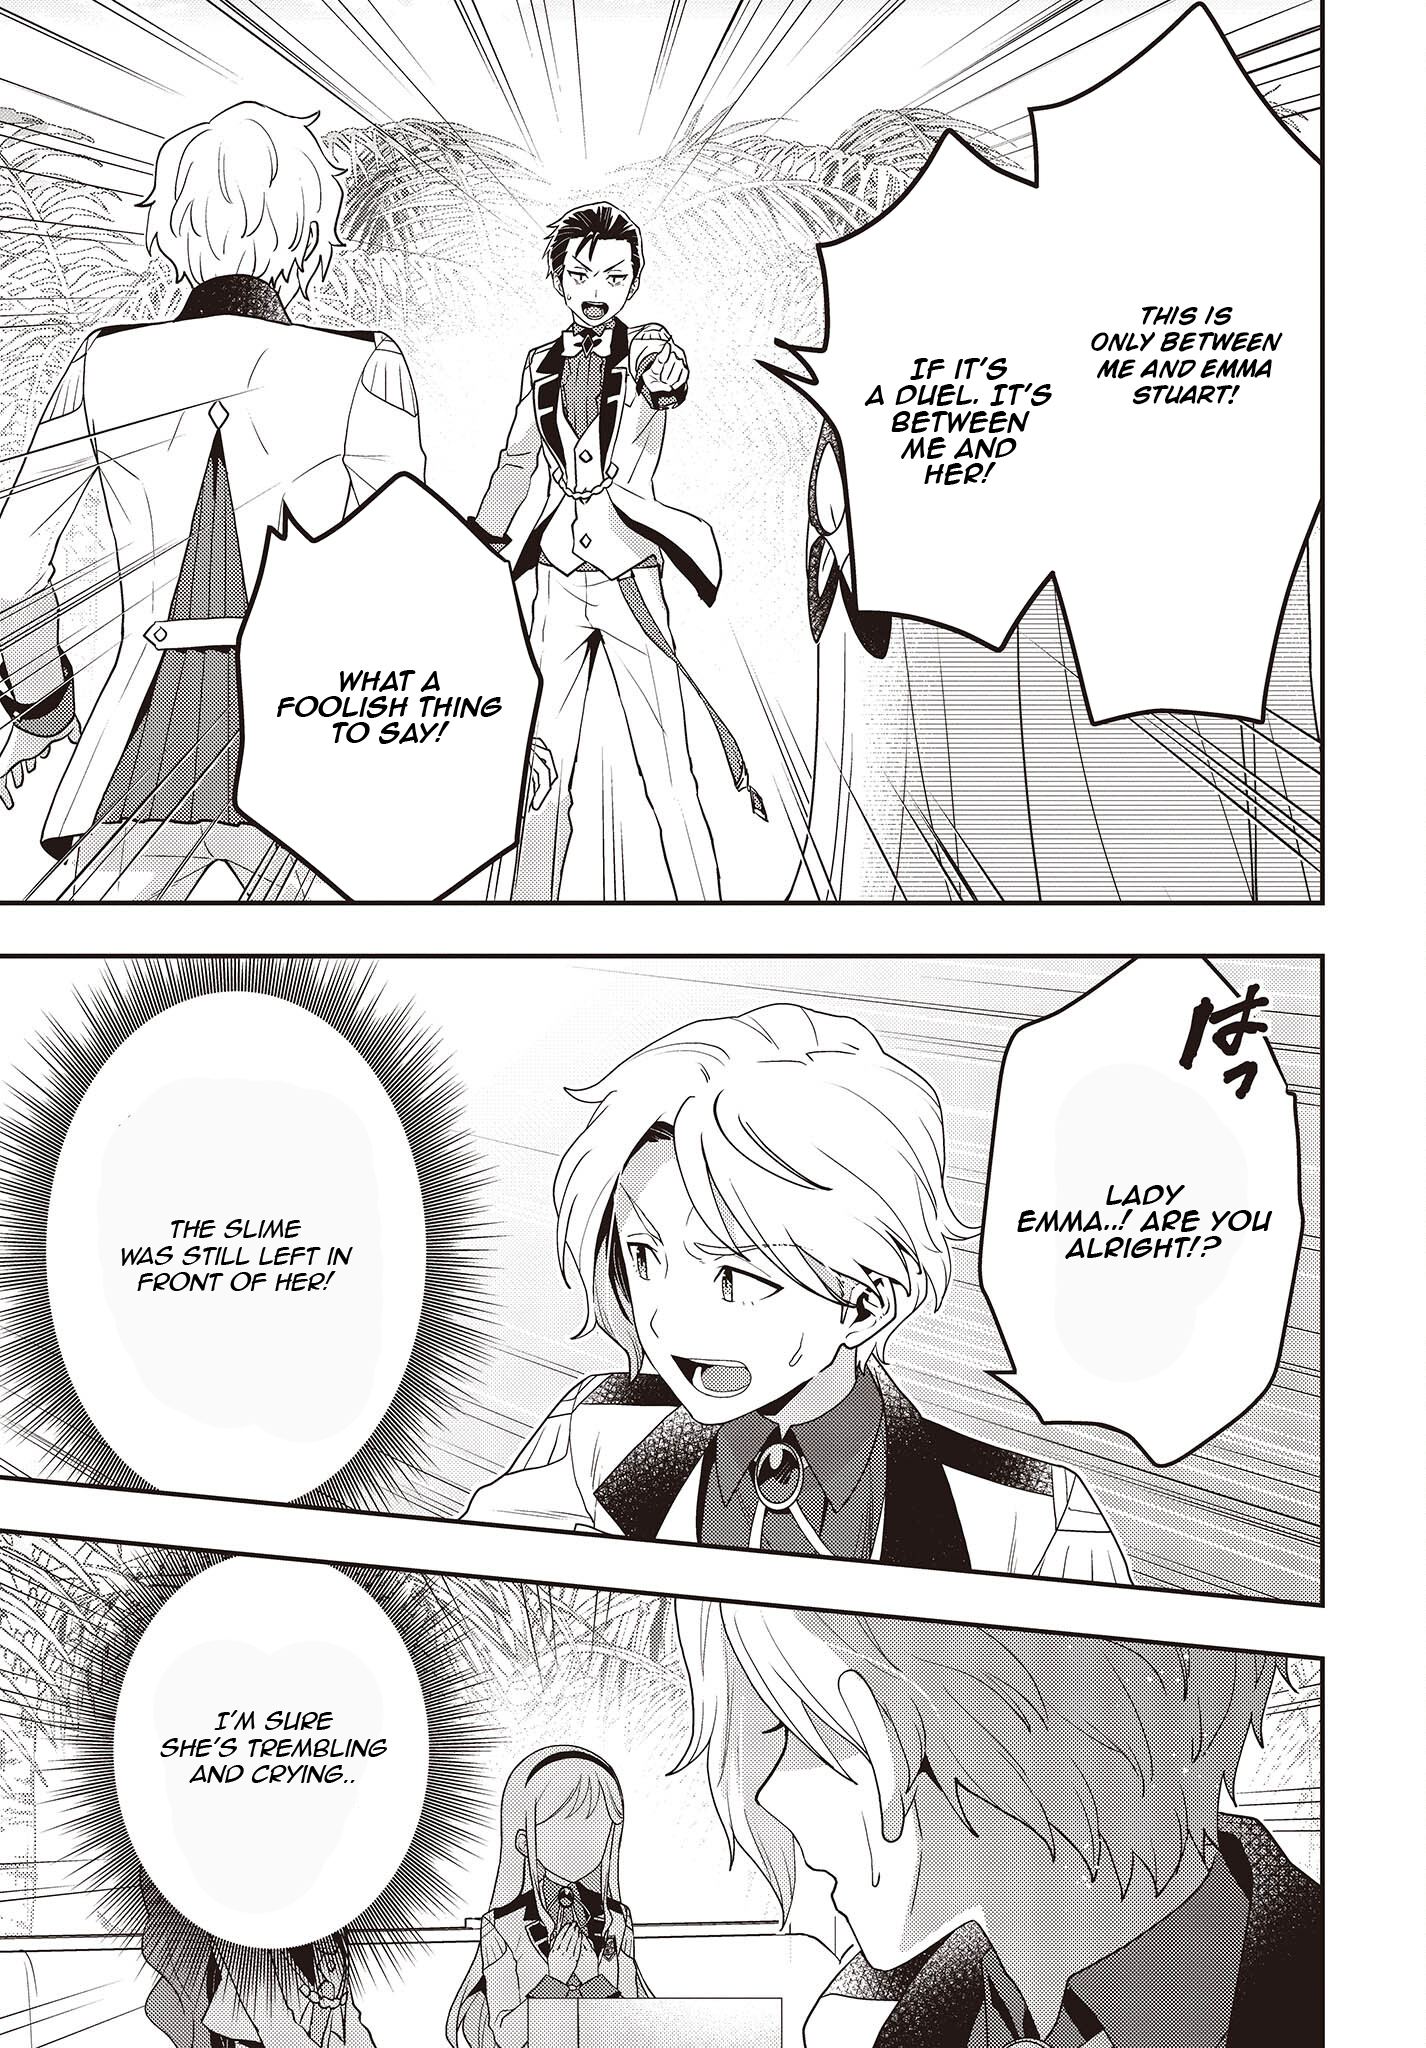 THIS IS
ONLY BETWEEN
ME AND EMMA
STUART!
IF IT'S
A DUEL. IT'S
BETWEEN
ME AND
HER!
WHAT A
FOOLISH THING
TO SAY!
はっ
LADY
EMMA..! ARE YOU
ALRIGHT!?
THE SLIME
WAS STILL LEFT IN
FRONT OF HER!
I'M SURE
SHE'S TREMBLING
AND CRYING..